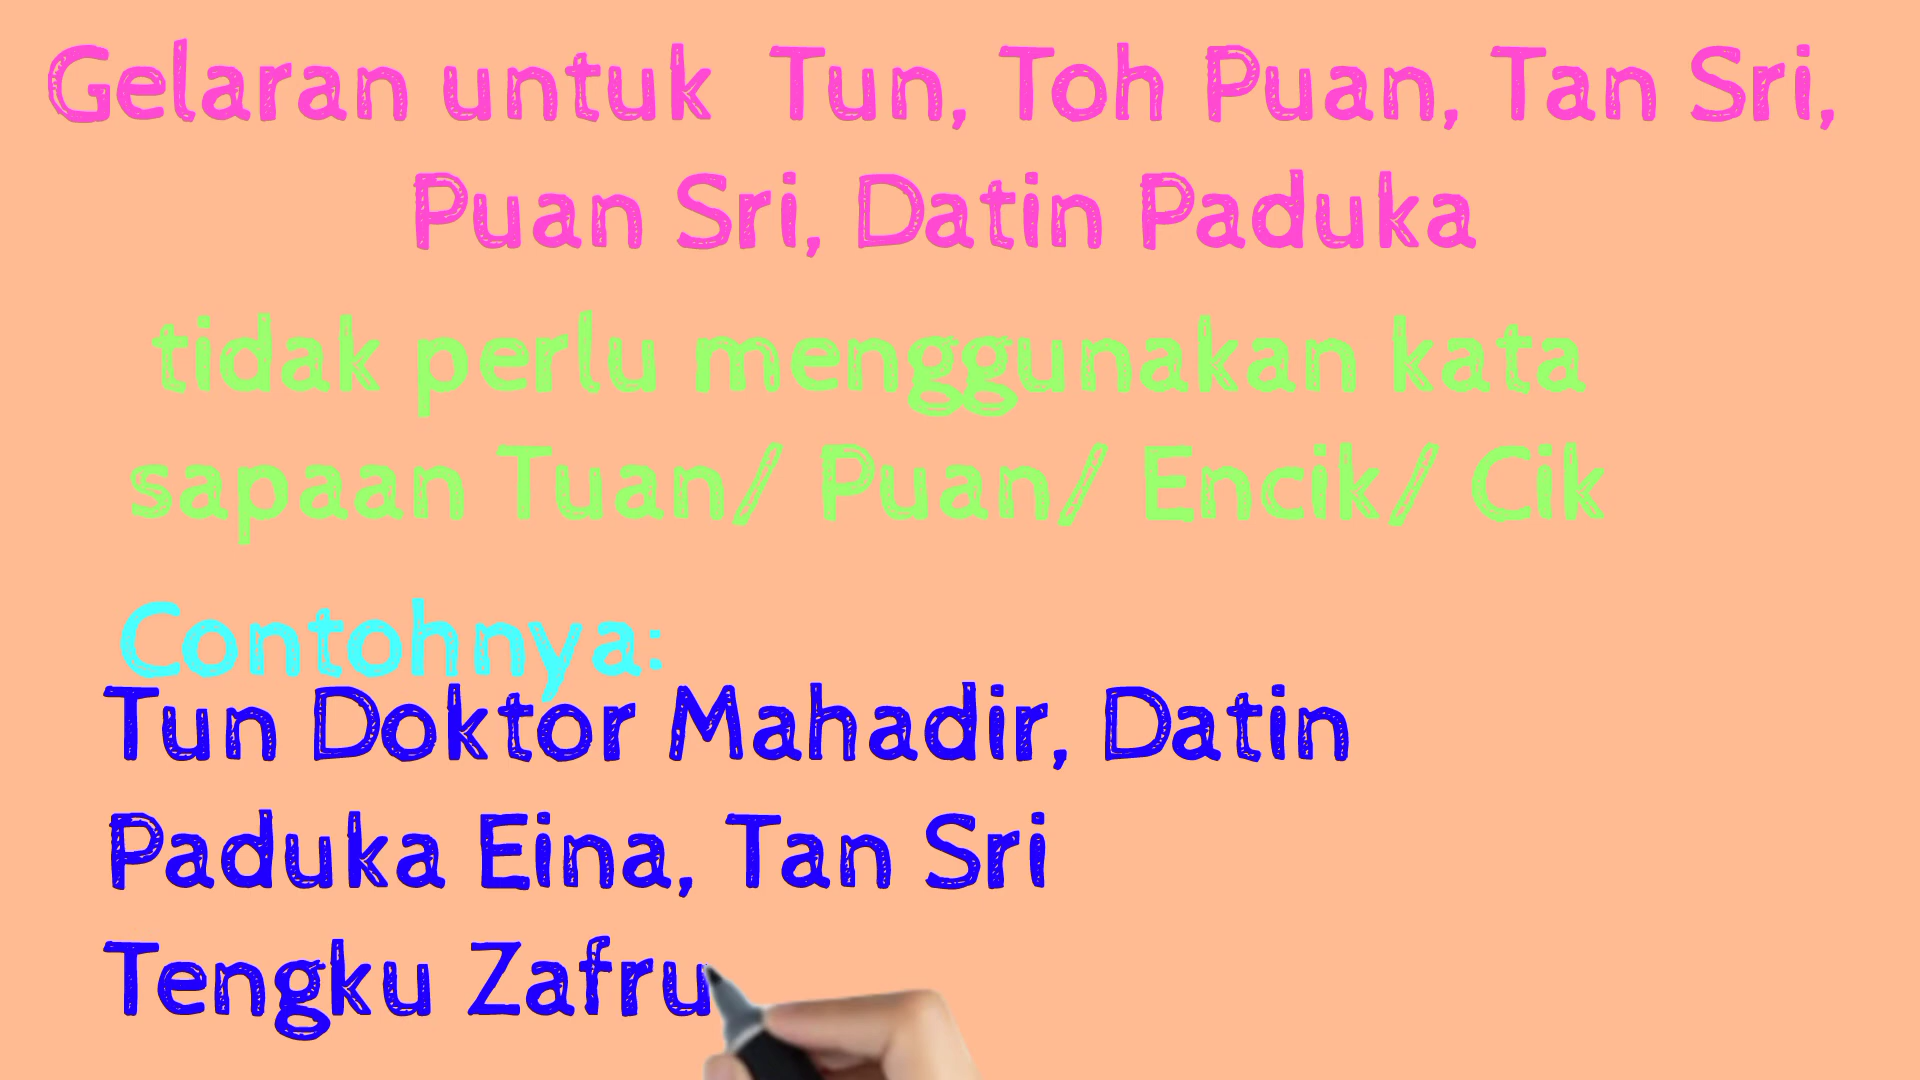 Gelaran untuk Tun, Toh Puan, Tan Sri,
Puan Sri, Datin Paduka
tidak perlu menggunakan kata
sapaan Tuan/ Puan/ Encik/ Cik
Contohnya:
Tun Doktor Mahadir, Datin
Paduka Eina, Tan Sri
Tengku Zafru